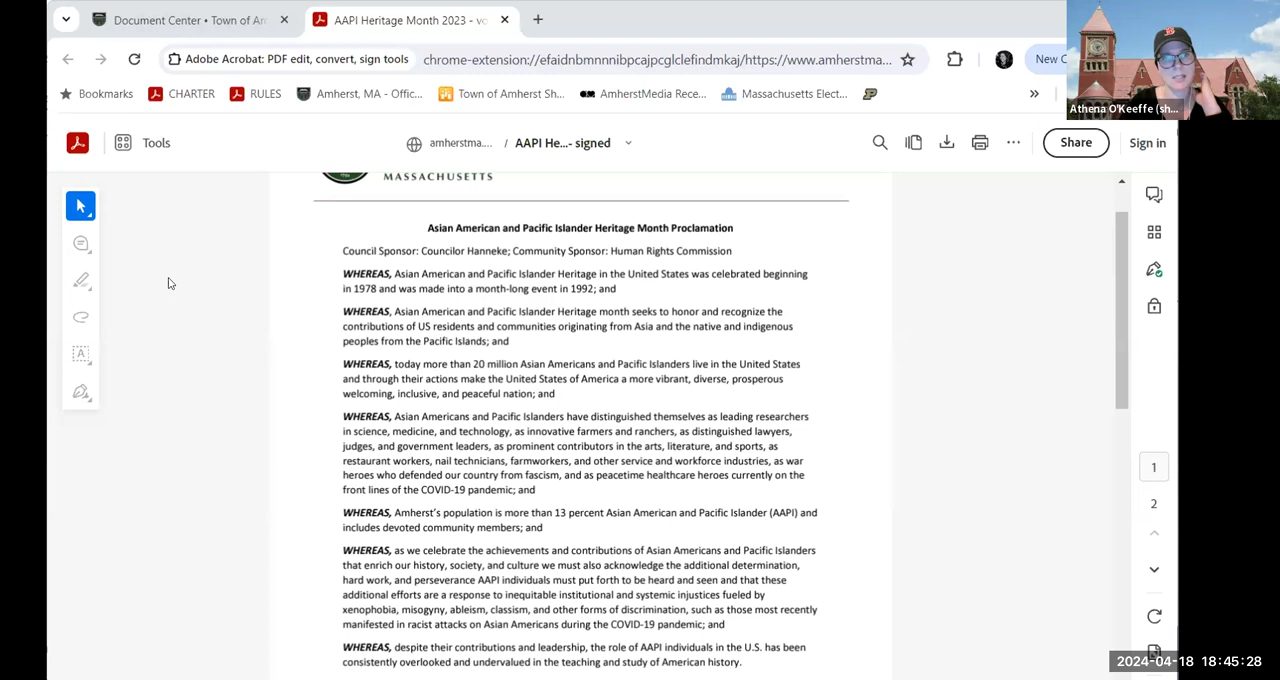 Document Center • Town of Am
AAPI Heritage Month 2023 - vo
Adobe Acrobat: PDF edit, convert, sign tools
chrome-extension://efaidnbmnnnibpcajpcglclefindmkaj/https://www.amherstma...
New C
Bookmarks
CHARTER
RULES
Amherst, MA - Offic...
Town of Amherst Sh...
AmherstMedia Rece...
Massachusetts Elect...
»
Athena O'Keeffe (sh...
Tools
amherstma.... / AAPI He...- signed
Share
Sign in
MASSACHUSETTS
Asian American and Pacific Islander Heritage Month Proclamation
Council Sponsor: Councilor Hanneke; Community Sponsor: Human Rights Commission
WHEREAS, Asian American and Pacific Islander Heritage in the United States was celebrated beginning
in 1978 and was made into a month-long event in 1992; and
WHEREAS, Asian American and Pacific Islander Heritage month seeks to honor and recognize the
contributions of US residents and communities originating from Asia and the native and indigenous
peoples from the Pacific Islands; and
WHEREAS, today more than 20 million Asian Americans and Pacific Islanders live in the United States
and through their actions make the United States of America a more vibrant, diverse, prosperous
welcoming, inclusive, and peaceful nation; and
WHEREAS, Asian Americans and Pacific Islanders have distinguished themselves as leading researchers
in science, medicine, and technology, as innovative farmers and ranchers, as distinguished lawyers,
judges, and government leaders, as prominent contributors in the arts, literature, and sports, as
restaurant workers, nail technicians, farmworkers, and other service and workforce industries, as war
heroes who defended our country from fascism, and as peacetime healthcare heroes currently on the
front lines of the COVID-19 pandemic; and
WHEREAS, Amherst's population is more than 13 percent Asian American and Pacific Islander (AAPI) and
includes devoted community members; and
WHEREAS, as we celebrate the achievements and contributions of Asian Americans and Pacific Islanders
that enrich our history, society, and culture we must also acknowledge the additional determination,
hard work, and perseverance AAPI individuals must put forth to be heard and seen and that these
additional efforts are a response to inequitable institutional and systemic injustices fueled by
xenophobia, misogyny, ableism, classism, and other forms of discrimination, such as those most recently
manifested in racist attacks on Asian Americans during the COVID-19 pandemic; and
WHEREAS, despite their contributions and leadership, the role of AAPI individuals in the U.S. has been
consistently overlooked and undervalued in the teaching and study of American history.
1
2
2024-04-18 18:45:28